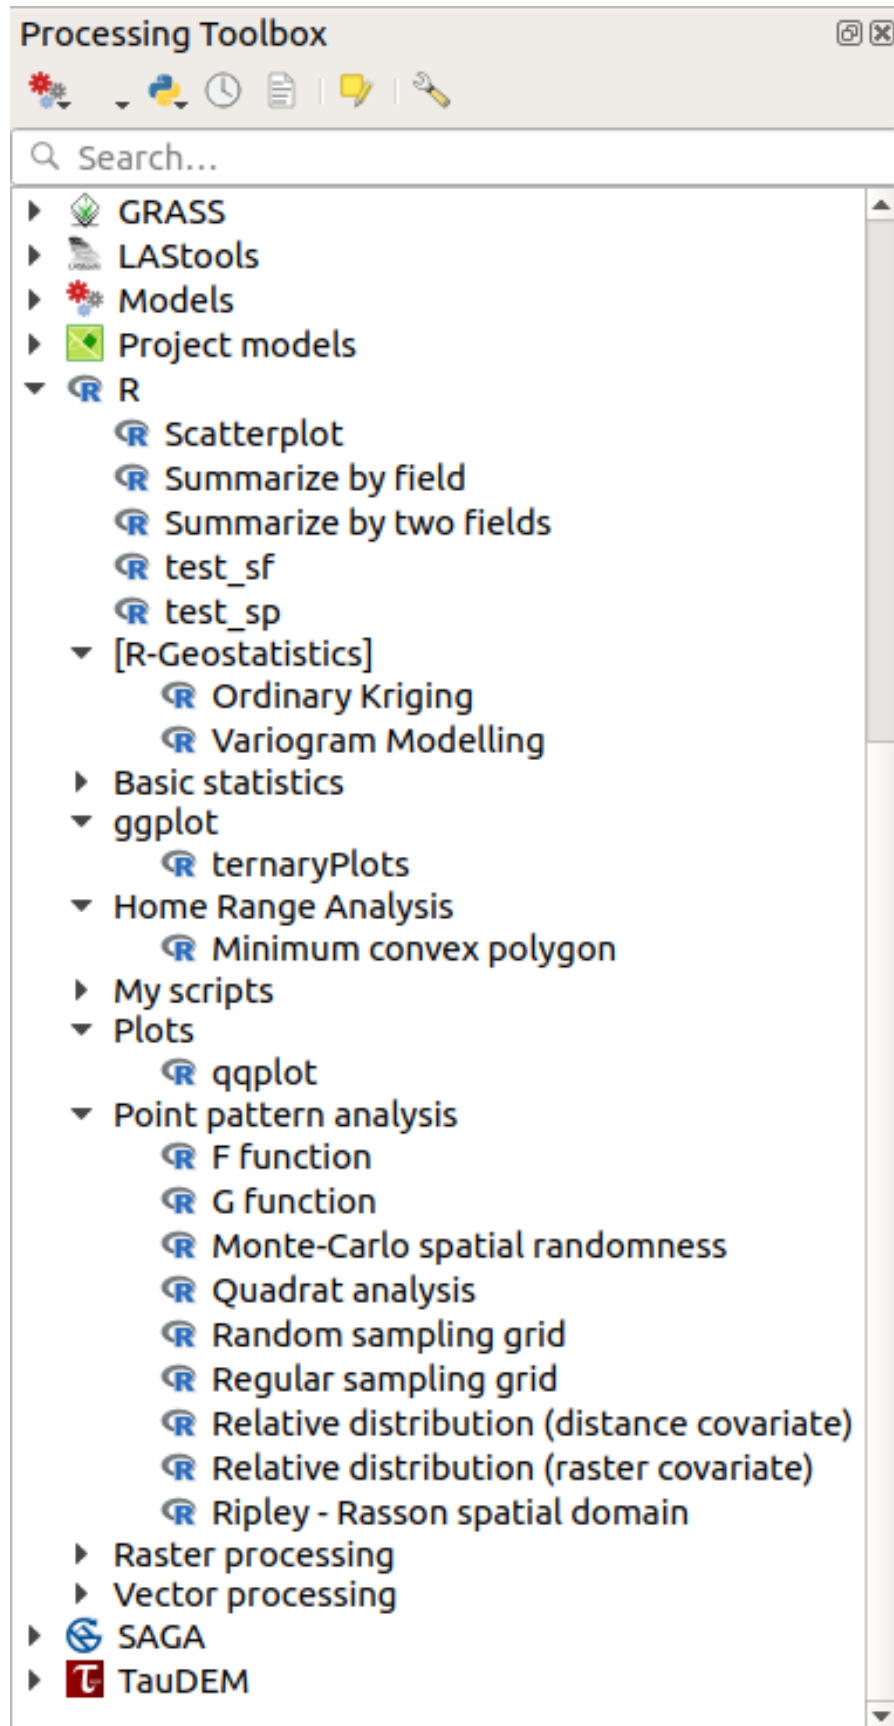 Processing Toolbox
Search...
GRASS
LAStools
Models
Project models
R
Scatterplot
Summarize by field
Summarize by two fields
test_sf
test_sp
[R-Geostatistics]
Ordinary Kriging
Variogram Modelling
Basic statistics
ggplot
ternaryPlots
Home Range Analysis
Minimum convex polygon
My scripts
Plots
qqplot
Point pattern analysis
F function
G function
Monte-Carlo spatial randomness
Quadrat analysis
Random sampling grid
Regular sampling grid
Relative distribution (distance covariate)
Relative distribution (raster covariate)
Ripley - Rasson spatial domain
Raster processing
Vector processing
SAGA
TauDEM